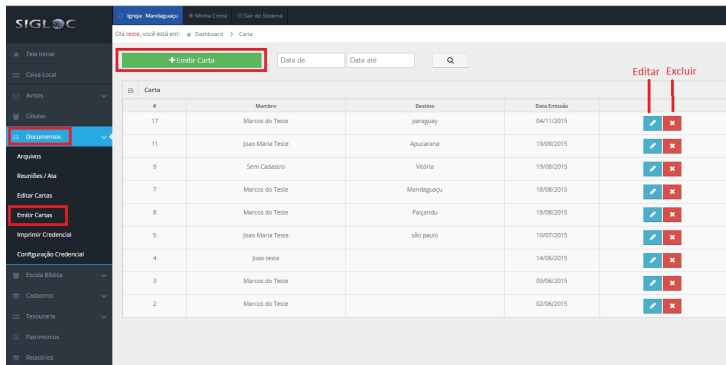 SIGLOC
Igreja: Mandaguaçu Minha Conta Sair do Sistema
Olá teste, você está em: Dashboard > Carta
Tela Inicial
Caixa Local
Avisos
Células
Documentos
Arquivos
Reuniões / Ata
Editar Cartas
Emitir Cartas
Imprimir Credencial
Configuração Credencial
Escola Bíblica
Cadastros
Tesouraria
Patrimonios
Relatórios
+Emitir Carta Data de Data até
Editar Excluir
Carta
# Membro Destino Data Emissão
17 Marcos do Teste paraguay 04/11/2015
11 Joao Maria Teste Apucarana 19/09/2015
9 Sem Cadastro Vitória 19/08/2015
7 Marcos do Teste Mandaguaçu 18/08/2015
8 Marcos do Teste Paiçandu 18/08/2015
5 Joao Maria Teste são paulo 10/07/2015
4 Joao teste 14/06/2015
3 Marcos do Teste 09/06/2015
2 Marcos do Teste 02/06/2015